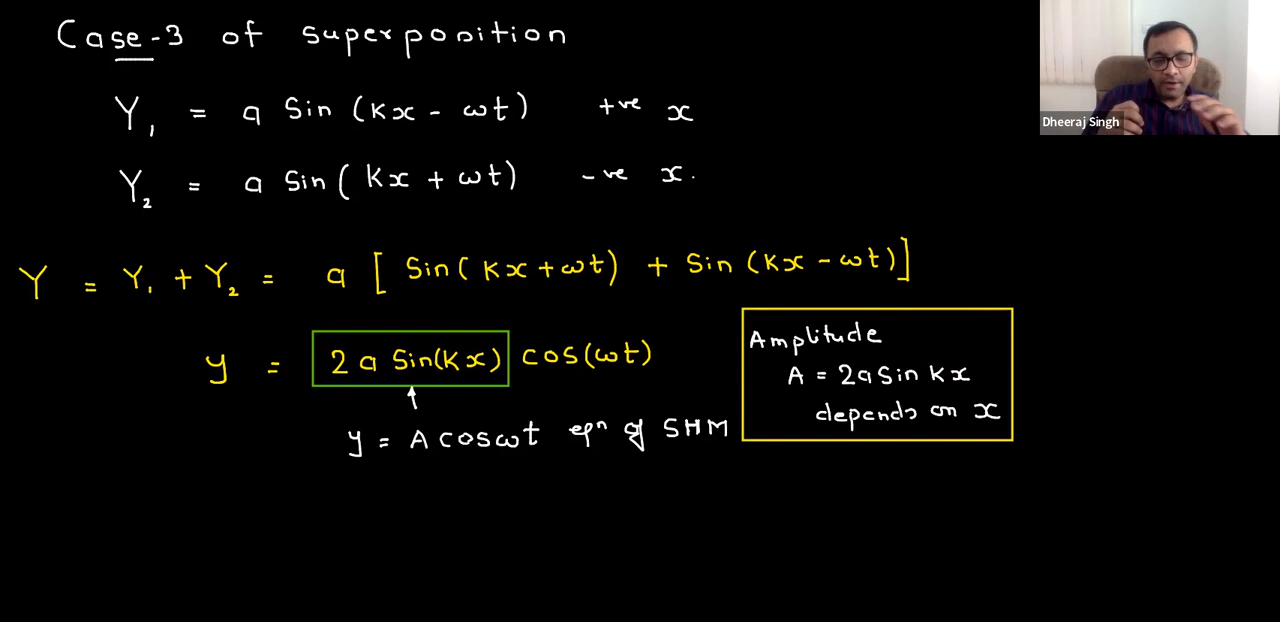 Case-3 of superposition
Y₁ = a Sin (Kx - ωt) +ve x
Y₂ = a Sin( Kx + ωt) -ve x.
Dheeraj Singh
Y = Y₁ + Y₂ = a [ Sin( Kx + ωt) + Sin (Kx - ωt)]
y = 2 a Sin(Kx) cos(ωt)
y = A cosωt eqⁿ of SHM
Amplitude
A = 2a Sin Kx
depends on x